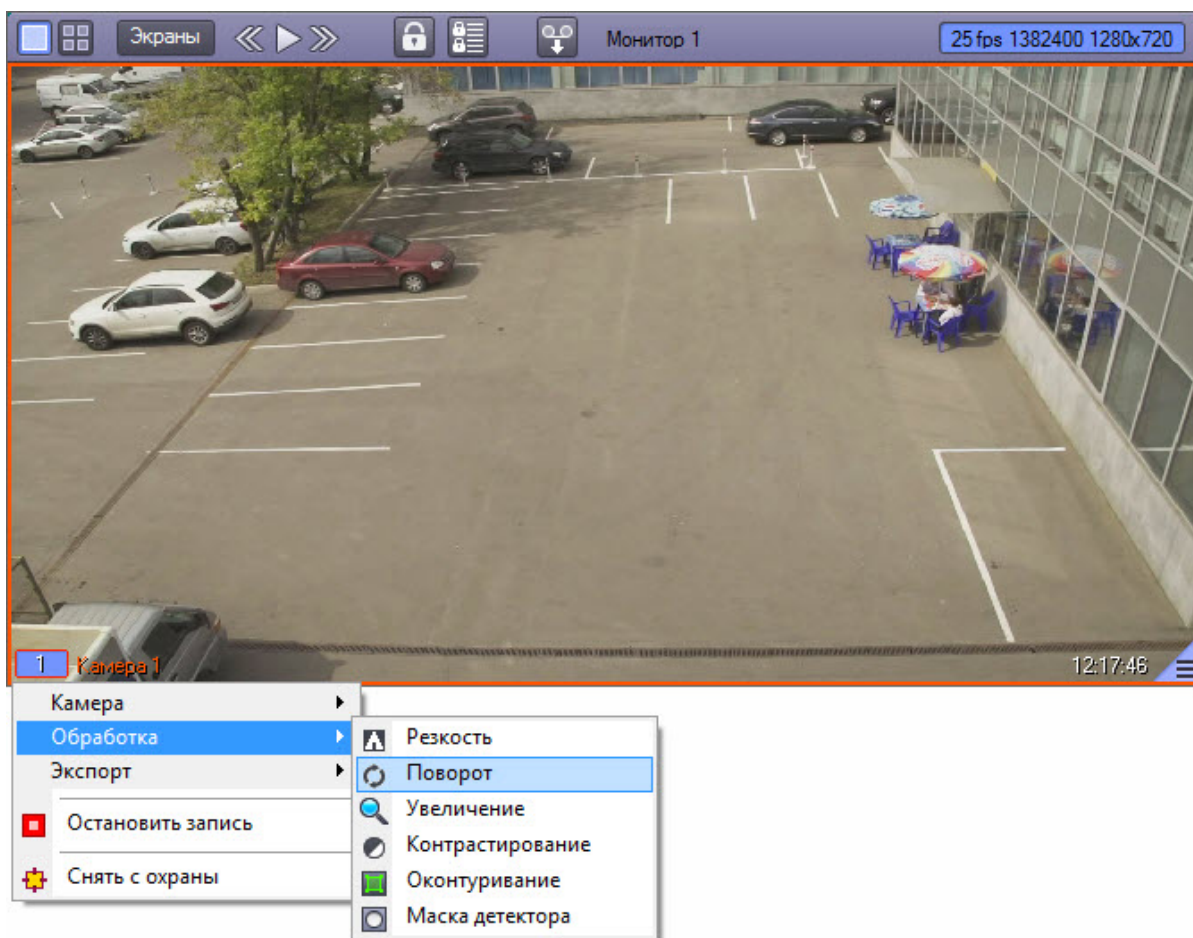 Экраны
Монитор 1
25 fps 1382400 1280x720
1 Камера 1
12:17:46
Камера
Обработка
Экспорт
Остановить запись
Снять с охраны
Резкость
Поворот
Увеличение
Контрастирование
Оконтуривание
Маска детектора